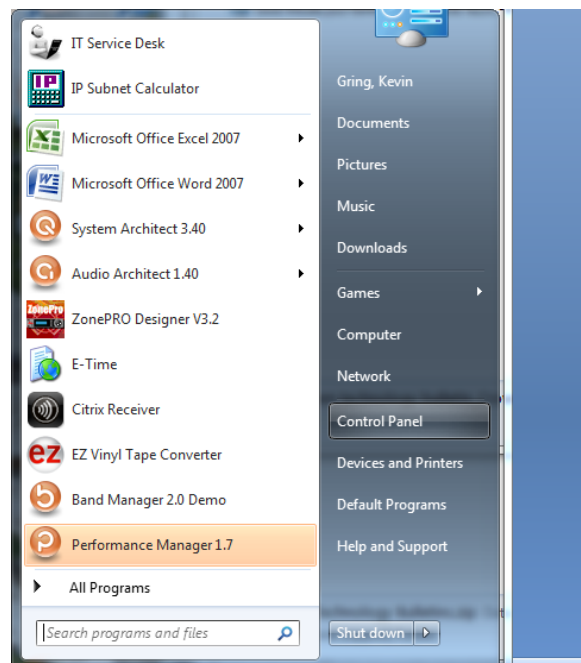 IT Service Desk
IP Subnet Calculator
Microsoft Office Excel 2007
Microsoft Office Word 2007
System Architect 3.40
Audio Architect 1.40
ZonePRO Designer V3.2
E-Time
Citrix Receiver
EZ Vinyl Tape Converter
Band Manager 2.0 Demo
Performance Manager 1.7
All Programs
Search programs and files
Gring, Kevin
Documents
Pictures
Music
Downloads
Games
Computer
Network
Control Panel
Devices and Printers
Default Programs
Help and Support
Shut down
IP
ZonePro
ez